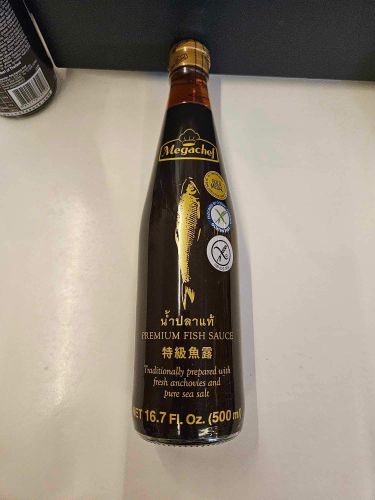 Megachef
น้ำปลาแท้
PREMIUM FISH SAUCE
特級魚露
Traditionally prepared with
fresh anchovies and
pure sea salt
NET 16.7 FL OZ. (500 ml)